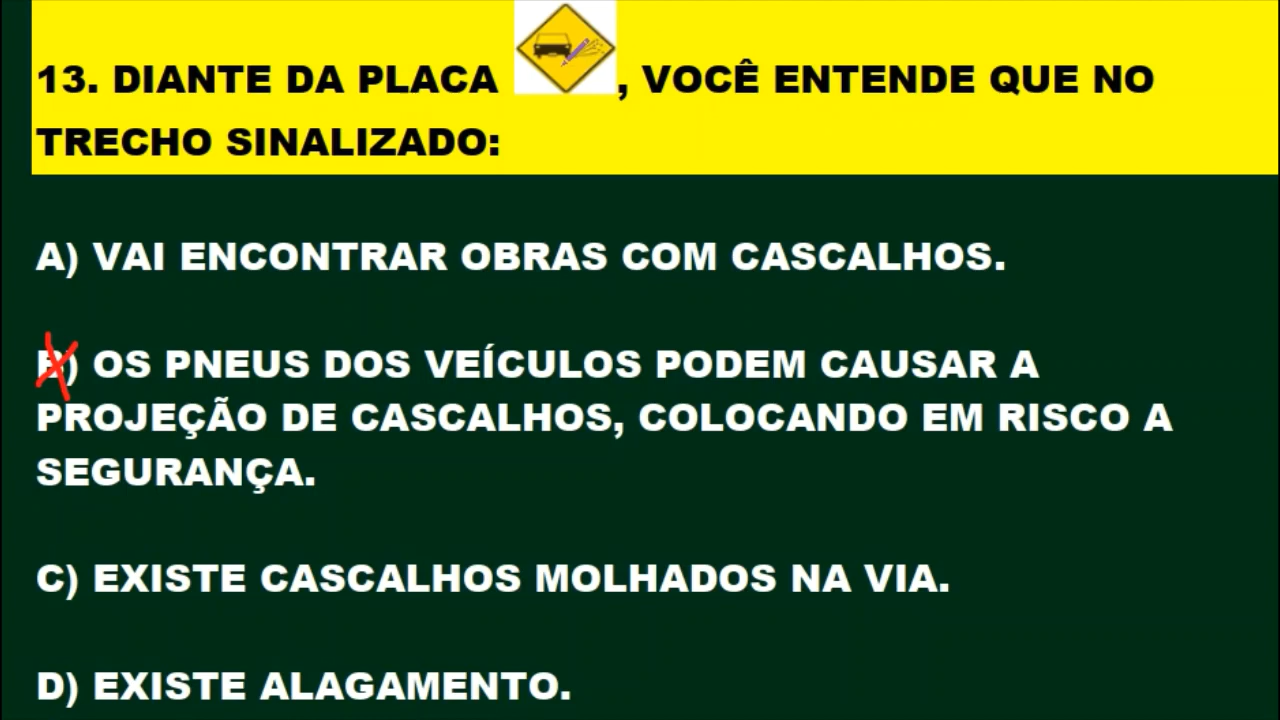 13. DIANTE DA PLACA , VOCÊ ENTENDE QUE NO
TRECHO SINALIZADO:
A) VAI ENCONTRAR OBRAS COM CASCALHOS.
B) OS PNEUS DOS VEÍCULOS PODEM CAUSAR A
PROJEÇÃO DE CASCALHOS, COLOCANDO EM RISCO A
SEGURANÇA.
C) EXISTE CASCALHOS MOLHADOS NA VIA.
D) EXISTE ALAGAMENTO.